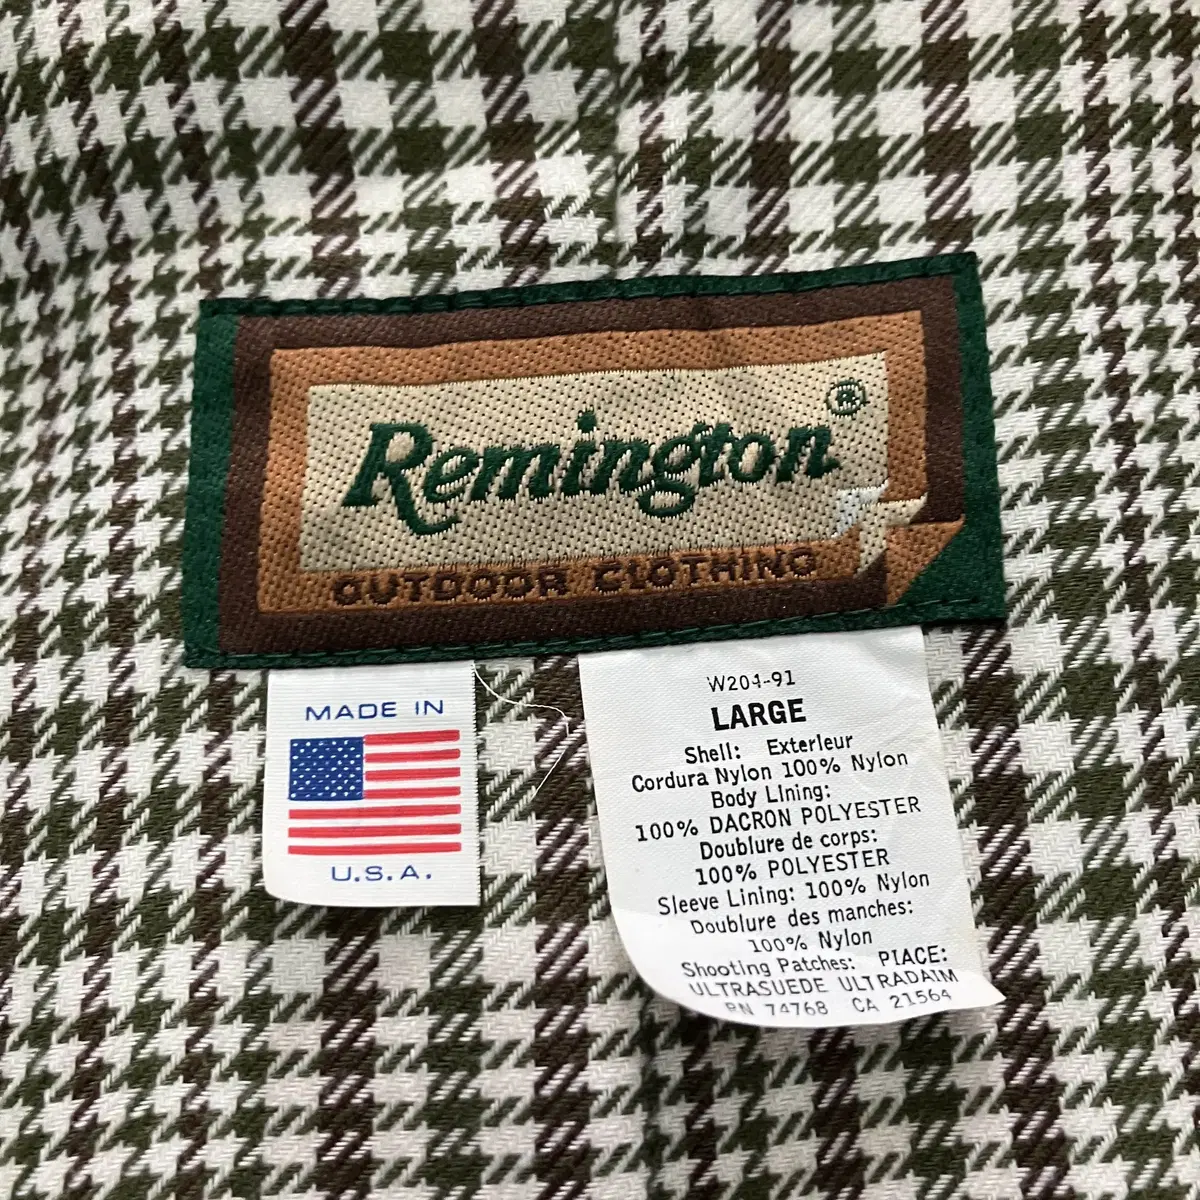 Remington®
OUTDOOR CLOTHING
MADE IN
U.S.A.
W204-91
LARGE
Shell: Exterleur
Cordura Nylon 100% Nylon
Body LIning:
100% DACRON POLYESTER
Doublure de corps:
100% POLYESTER
Sleeve Lining: 100% Nylon
Doublure des manches:
100% Nylon
Shooting Patches: PIACE:
ULTRASUEDE ULTRADAIM
RN 74768 CA 21564